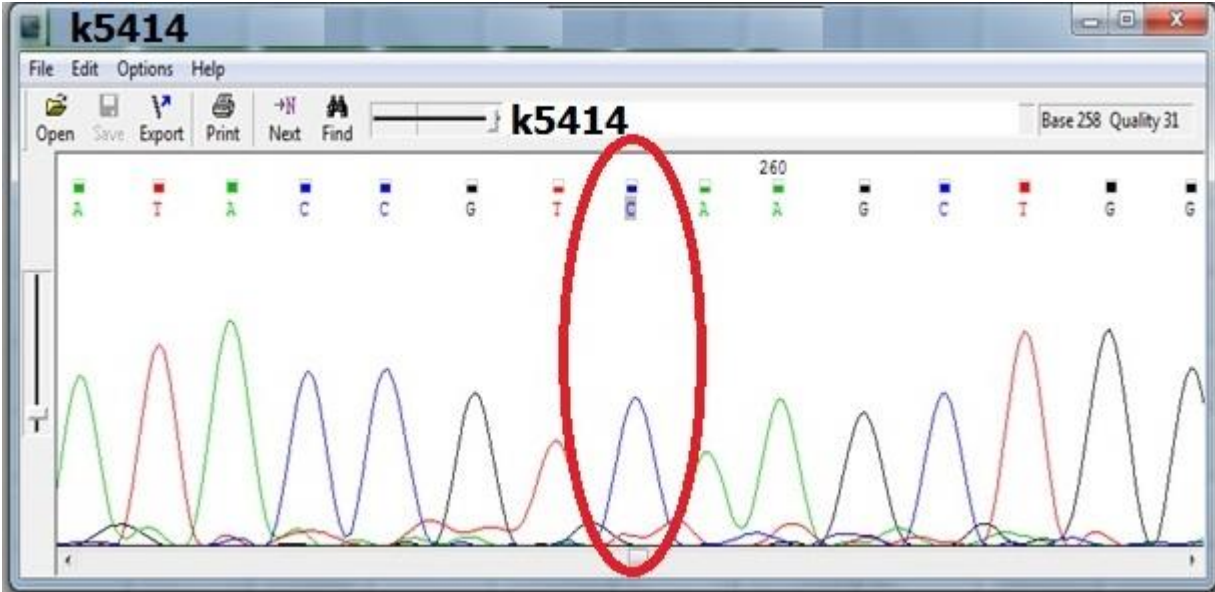 k5414
File Edit Options Help
Open Save Export Print Next Find k5414 Base 258 Quality 31
260
A T A C C G T C A A G C T G G